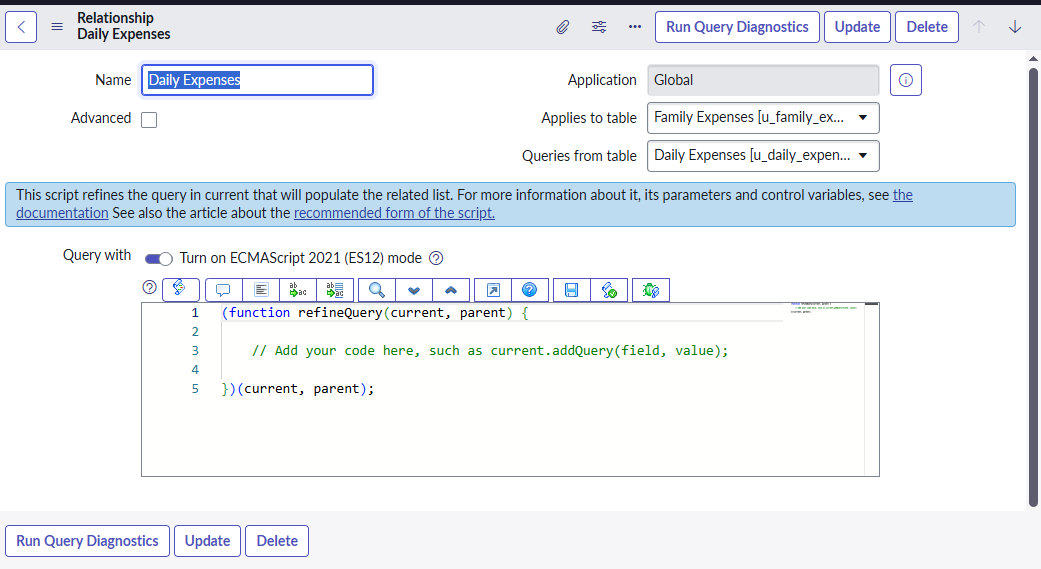 Relationship
Daily Expenses
Run Query Diagnostics Update Delete
Name Daily Expenses Application Global
Advanced Applies to table Family Expenses [u_family_ex...
Queries from table Daily Expenses [u_daily_expen...
This script refines the query in current that will populate the related list. For more information about it, its parameters and control variables, see the
documentation See also the article about the recommended form of the script.
Query with Turn on ECMAScript 2021 (ES12) mode
1 (function refineQuery(current, parent) {
2
3 // Add your code here, such as current.addQuery(field, value);
4
5 })(current, parent);
Run Query Diagnostics Update Delete